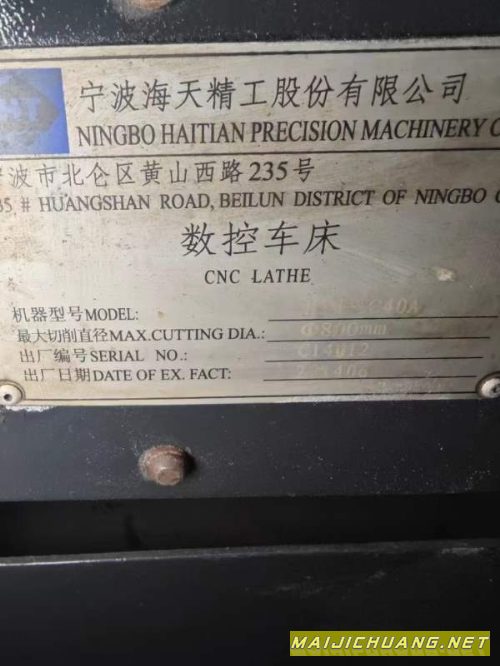 宁波海天精工股份有限公司
NINGBO HAITIAN PRECISION MACHINERY
波市北仑区黄山西路235号
# HUANGSHAN ROAD, BEILUN DISTRICT OF NINGBO
数控车床
CNC LATHE
机器型号MODEL:
最大切削直径MAX.CUTTING DIA.: Φ800mm
出厂编号SERIAL NO.: C14012
出厂日期DATE OF EX. FACT:
MAIJICHUANG.NET